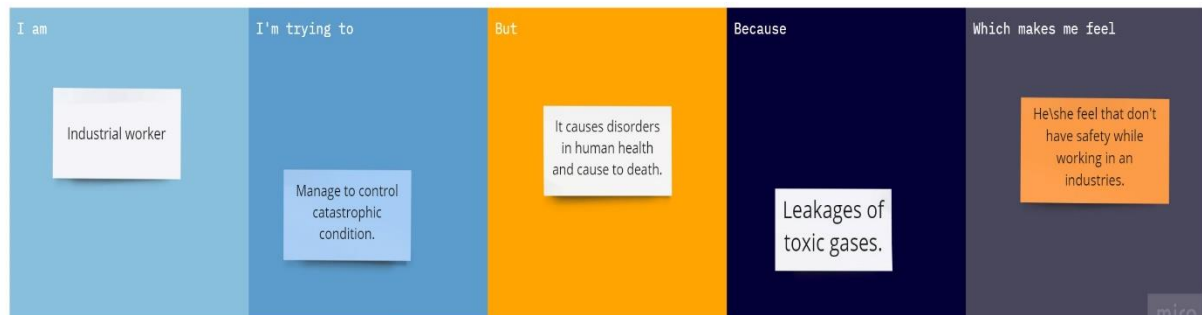 I am
Industrial worker
I'm trying to
Manage to control
catastrophic
condition.
But
It causes disorders
in human health
and cause to death.
Because
Leakages of
toxic gases.
Which makes me feel
He\she feel that don't
have safety while
working in an
industries.
miro